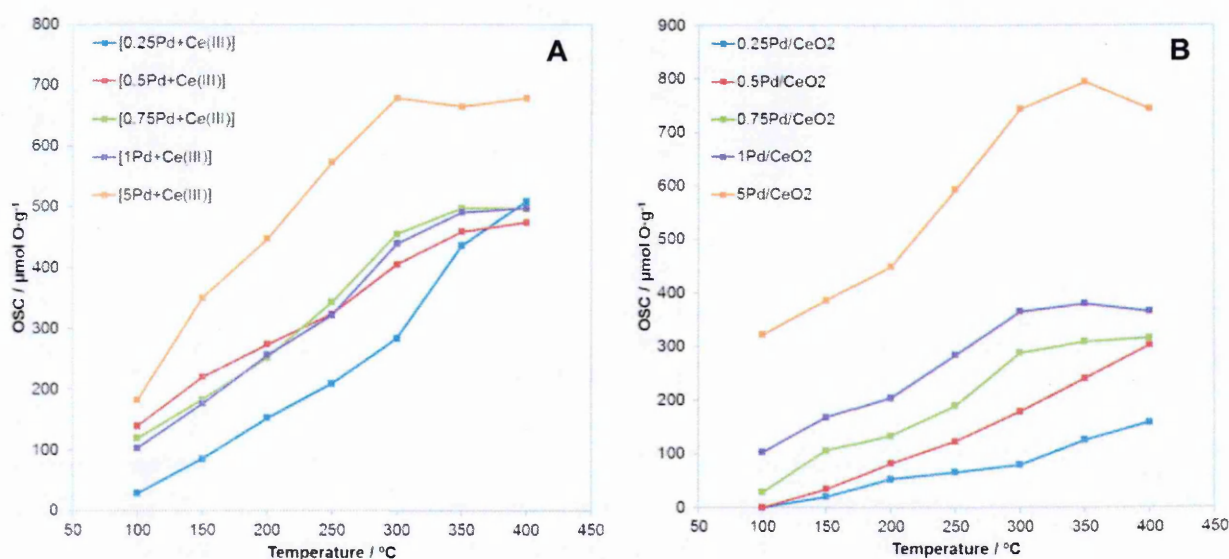 A
[0.25Pd+Ce(III)]
[0.5Pd+Ce(III)]
[0.75Pd+Ce(III)]
[1Pd+Ce(III)]
[5Pd+Ce(III)]
800
700
600
500
400
300
200
100
0
OSC / µmol O·g⁻¹
50 100 150 200 250 300 350 400 450
Temperature / °C
B
0.25Pd/CeO2
0.5Pd/CeO2
0.75Pd/CeO2
1Pd/CeO2
5Pd/CeO2
900
800
700
600
500
400
300
200
100
0
OSC / µmol O·g⁻¹
50 100 150 200 250 300 350 400 450
Temperature / °C